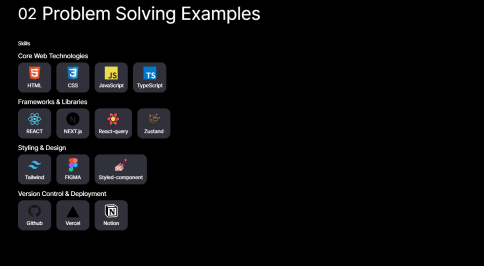 02 Problem Solving Examples
Skills
Core Web Technologies
HTML CSS JavaScript TypeScript
Frameworks & Libraries
REACT NEXT.js React-query Zustand
Styling & Design
Tailwind FIGMA Styled-component
Version Control & Deployment
Github Vercel Notion